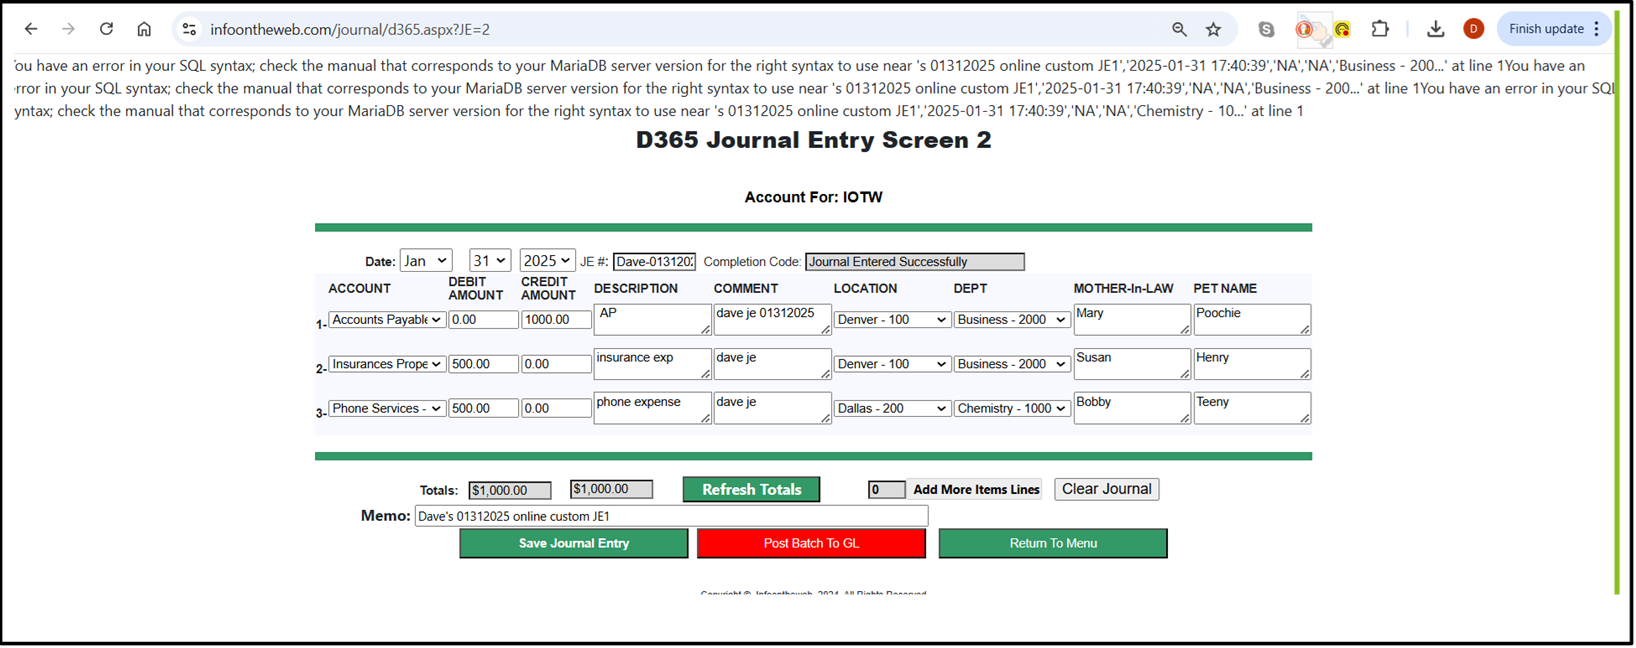 infoontheweb.com/journal/d365.aspx?JE=2
D
Finish update
You have an error in your SQL syntax; check the manual that corresponds to your MariaDB server version for the right syntax to use near 's 01312025 online custom JE1','2025-01-31 17:40:39','NA','NA','Business - 200...' at line 1You have an
error in your SQL syntax; check the manual that corresponds to your MariaDB server version for the right syntax to use near 's 01312025 online custom JE1','2025-01-31 17:40:39','NA','NA','Business - 200...' at line 1You have an error in your SQL
syntax; check the manual that corresponds to your MariaDB server version for the right syntax to use near 's 01312025 online custom JE1','2025-01-31 17:40:39','NA','NA','Chemistry - 10...' at line 1
D365 Journal Entry Screen 2
Account For: IOTW
Date: Jan 31 2025 JE #: Dave-013120 Completion Code: Journal Entered Successfully
ACCOUNT DEBIT AMOUNT CREDIT AMOUNT DESCRIPTION COMMENT LOCATION DEPT MOTHER-In-LAW PET NAME
1- Accounts Payable 0.00 1000.00 AP dave je 01312025 Denver - 100 Business - 2000 Mary Poochie
2- Insurances Prope 500.00 0.00 insurance exp dave je Denver - 100 Business - 2000 Susan Henry
3- Phone Services - 500.00 0.00 phone expense dave je Dallas - 200 Chemistry - 1000 Bobby Teeny
Totals: $1,000.00 $1,000.00 Refresh Totals 0 Add More Items Lines Clear Journal
Memo: Dave's 01312025 online custom JE1
Save Journal Entry Post Batch To GL Return To Menu
Copyright © Infoontheweb 2024 All Rights Reserved